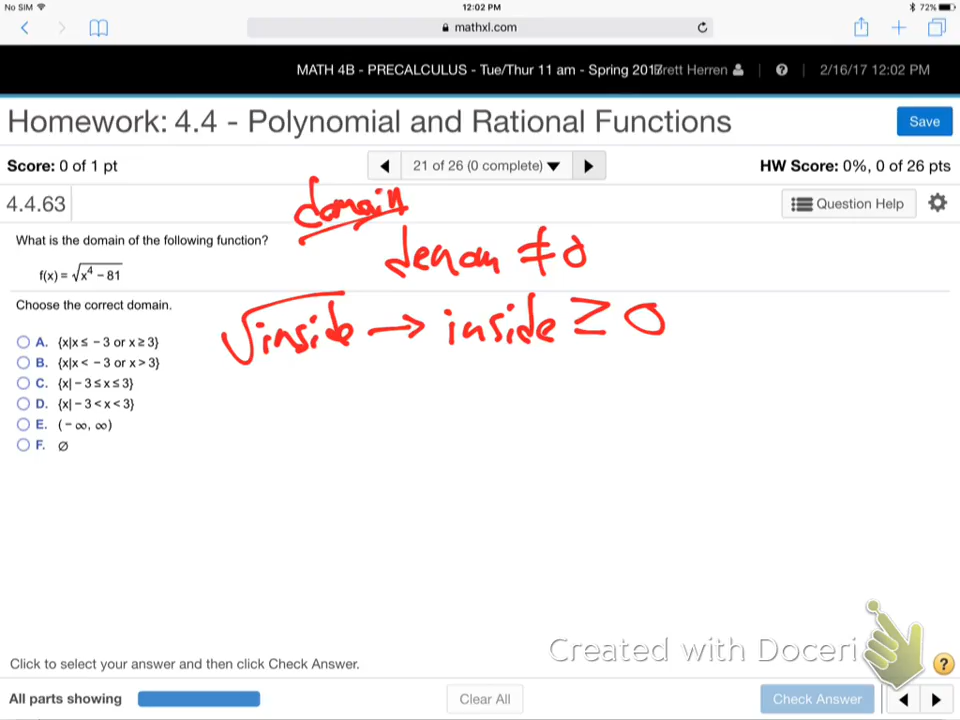 No SIM 12:02 PM 72%
mathxl.com
MATH 4B - PRECALCULUS - Tue/Thur 11 am - Spring 2017 Brett Herren ? 2/16/17 12:02 PM
Homework: 4.4 - Polynomial and Rational Functions Save
Score: 0 of 1 pt 21 of 26 (0 complete) HW Score: 0%, 0 of 26 pts
4.4.63 Question Help
domain
What is the domain of the following function?
denom ≠ 0
f(x) = √x⁴ − 81
Choose the correct domain.
√inside → inside ≥ 0
A. {x|x ≤ − 3 or x ≥ 3}
B. {x|x < − 3 or x > 3}
C. {x| − 3 ≤ x ≤ 3}
D. {x| − 3 < x < 3}
E. (− ∞, ∞)
F. ∅
Created with Doceri
Click to select your answer and then click Check Answer. ?
All parts showing Clear All Check Answer